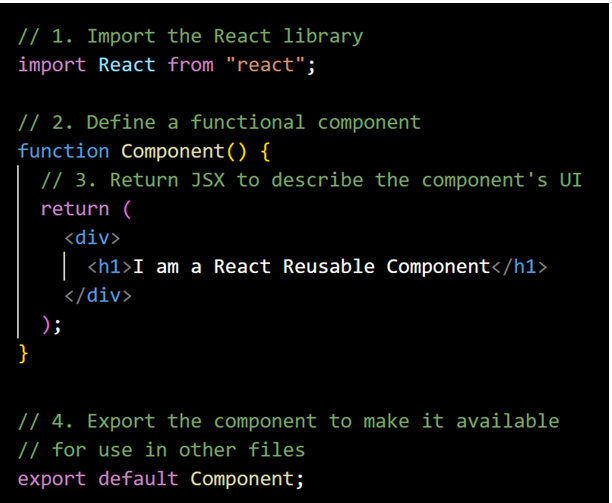 // 1. Import the React library
import React from "react";
// 2. Define a functional component
function Component() {
// 3. Return JSX to describe the component's UI
return (
<div>
<h1>I am a React Reusable Component</h1>
</div>
);
}
// 4. Export the component to make it available
// for use in other files
export default Component;